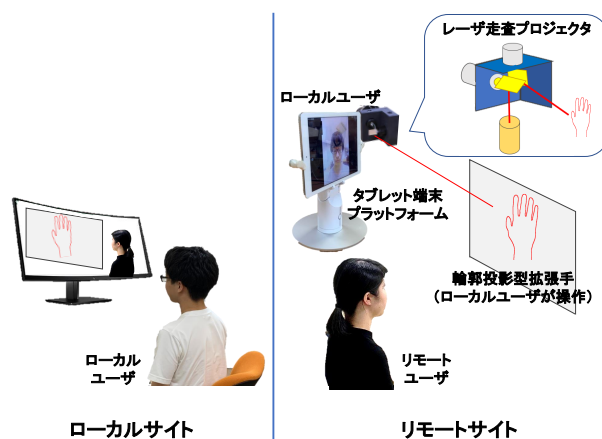 レーザ走査プロジェクタ
ローカルユーザ
タブレット端末
プラットフォーム
輪郭投影型拡張手
（ローカルユーザが操作）
ローカル
ユーザ
リモート
ユーザ
ローカルサイト
リモートサイト